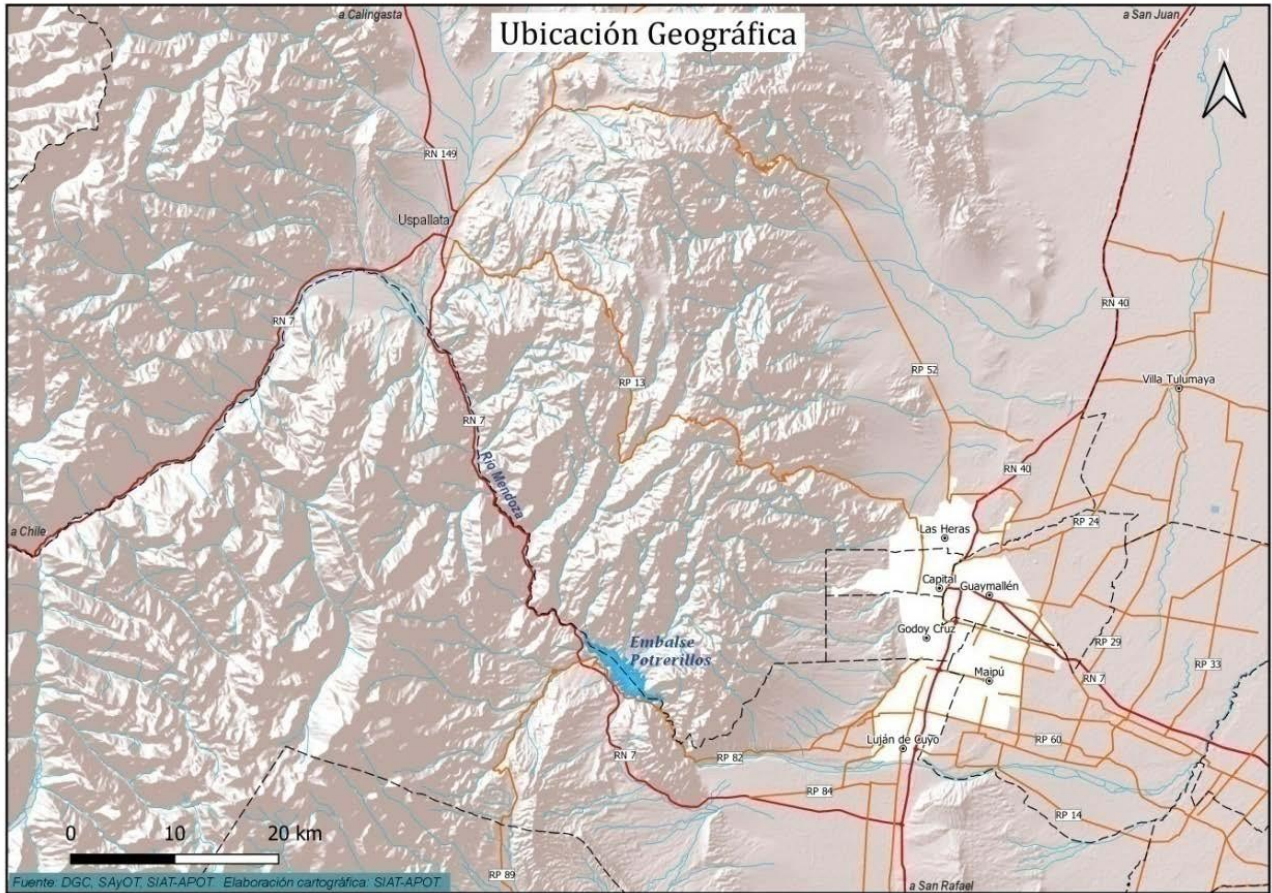 a Calingasta
Ubicación Geográfica
a San Juan
N
RN 149
Uspallata
RN 7
RN 40
RP 13
RP 52
Villa Tulumaya
RN 7
Río Mendoza
RN 40
a Chile
RP 24
Las Heras
Capital
Guaymallén
Godoy Cruz
Embalse
Potrerillos
RP 29
RP 33
Maipú
RN 7
Luján de Cuyo
RP 60
RN 7
RP 82
RP 84
RP 14
0 10 20 km
RP 89
Fuente: DGC, SAyOT, SIAT-APOT. Elaboración cartográfica: SIAT-APOT
a San Rafael